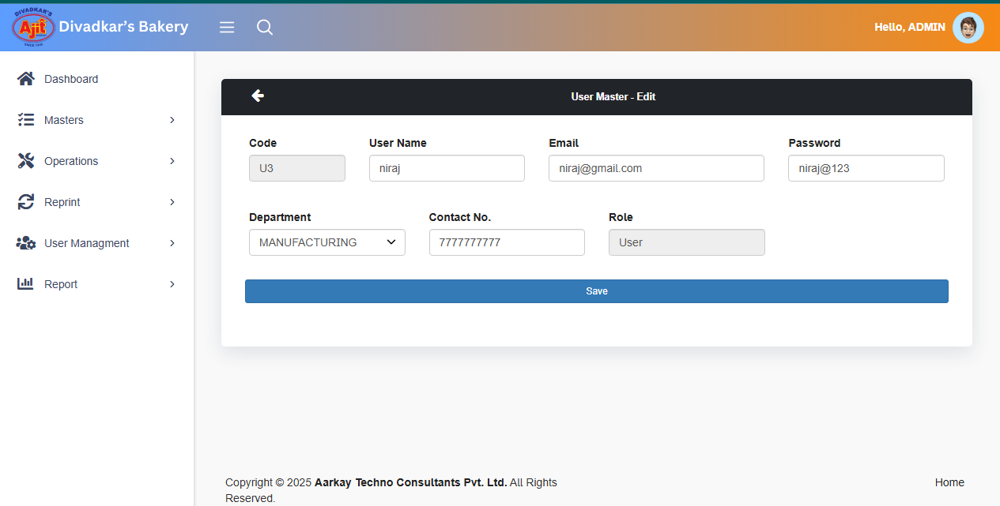 DIVADKAR'S
Ajit
SINCE
Divadkar's Bakery
Hello, ADMIN
Dashboard
Masters
Operations
Reprint
User Managment
Report
User Master - Edit
Code
User Name
Email
Password
U3
niraj
niraj@gmail.com
niraj@123
Department
Contact No.
Role
MANUFACTURING
7777777777
User
Save
Copyright © 2025 Aarkay Techno Consultants Pvt. Ltd. All Rights
Reserved.
Home